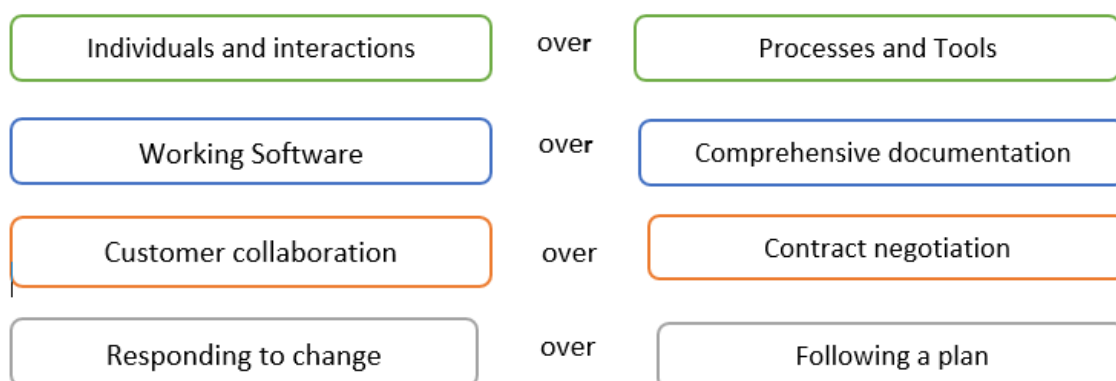 Individuals and interactions over Processes and Tools
Working Software over Comprehensive documentation
Customer collaboration over Contract negotiation
Responding to change over Following a plan